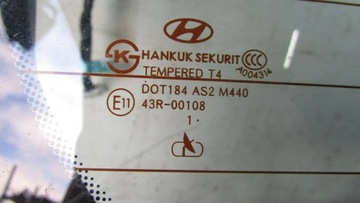 HANKUK SEKURIT
TEMPERED T4
A004314
DOT184 AS2 M440
E11 43R-00108
1